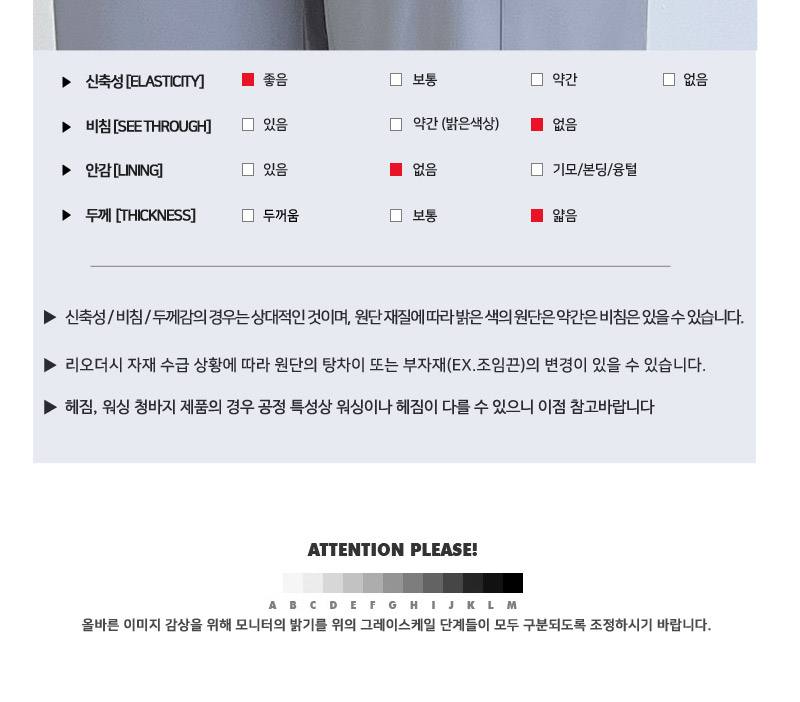 ▶ 신축성 [ELASTICITY] ■ 좋음 □ 보통 □ 약간 □ 없음
▶ 비침 [SEE THROUGH] □ 있음 □ 약간 (밝은색상) ■ 없음
▶ 안감 [LINING] □ 있음 ■ 없음 □ 기모/본딩/융털
▶ 두께 [THICKNESS] □ 두꺼움 □ 보통 ■ 얇음
▶ 신축성 / 비침 / 두께감의 경우는 상대적인 것이며, 원단 재질에 따라 밝은 색의 원단은 약간은 비침은 있을 수 있습니다.
▶ 리오더시 자재 수급 상황에 따라 원단의 탕차이 또는 부자재(EX.조임끈)의 변경이 있을 수 있습니다.
▶ 헤짐, 워싱 청바지 제품의 경우 공정 특성상 워싱이나 헤짐이 다를 수 있으니 이점 참고바랍니다
ATTENTION PLEASE!
A B C D E F G H I J K L M
올바른 이미지 감상을 위해 모니터의 밝기를 위의 그레이스케일 단계들이 모두 구분되도록 조정하시기 바랍니다.